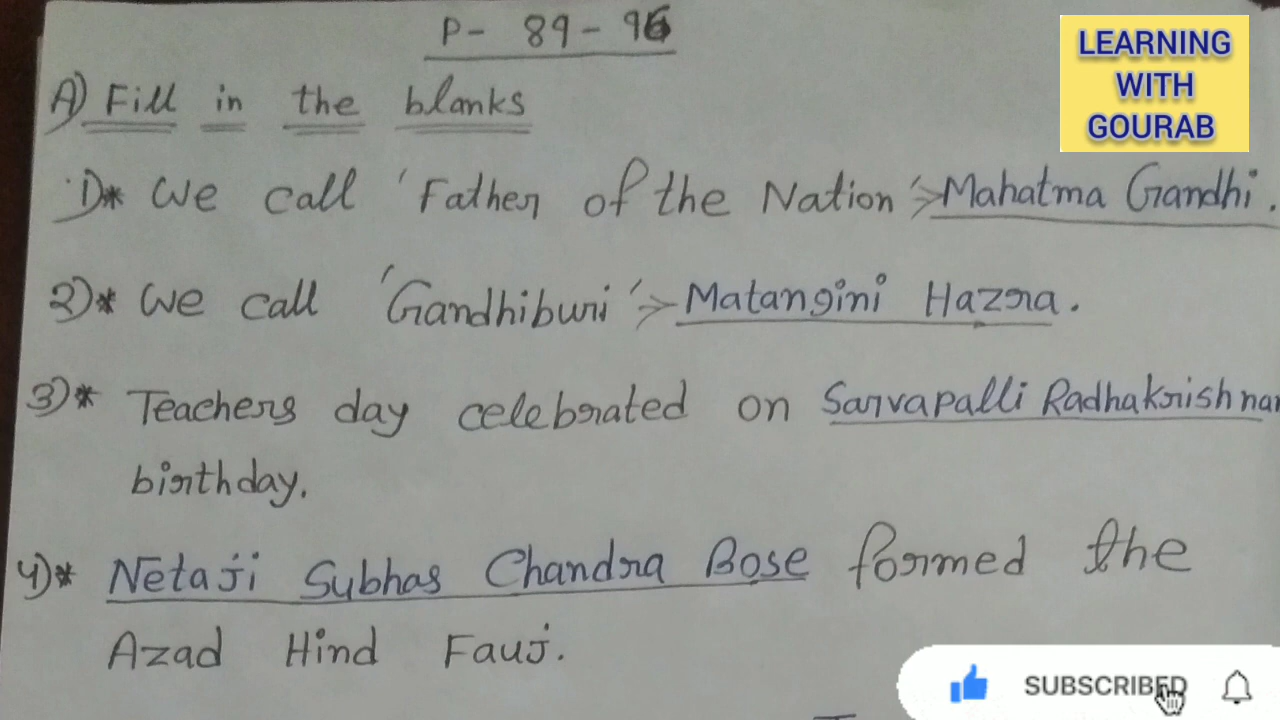 P- 89-96
LEARNING
WITH
GOURAB
A) Fill in the blanks
1)* We call 'Father of the Nation' > Mahatma Gandhi.
2)* We call 'Gandhiburi' > Matangini Hazra.
3)* Teachers day celebrated on Sarvapalli Radhakrishnan
birthday.
4)* Netaji Subhas Chandra Bose formed the
Azad Hind Fauj.
SUBSCRIBED